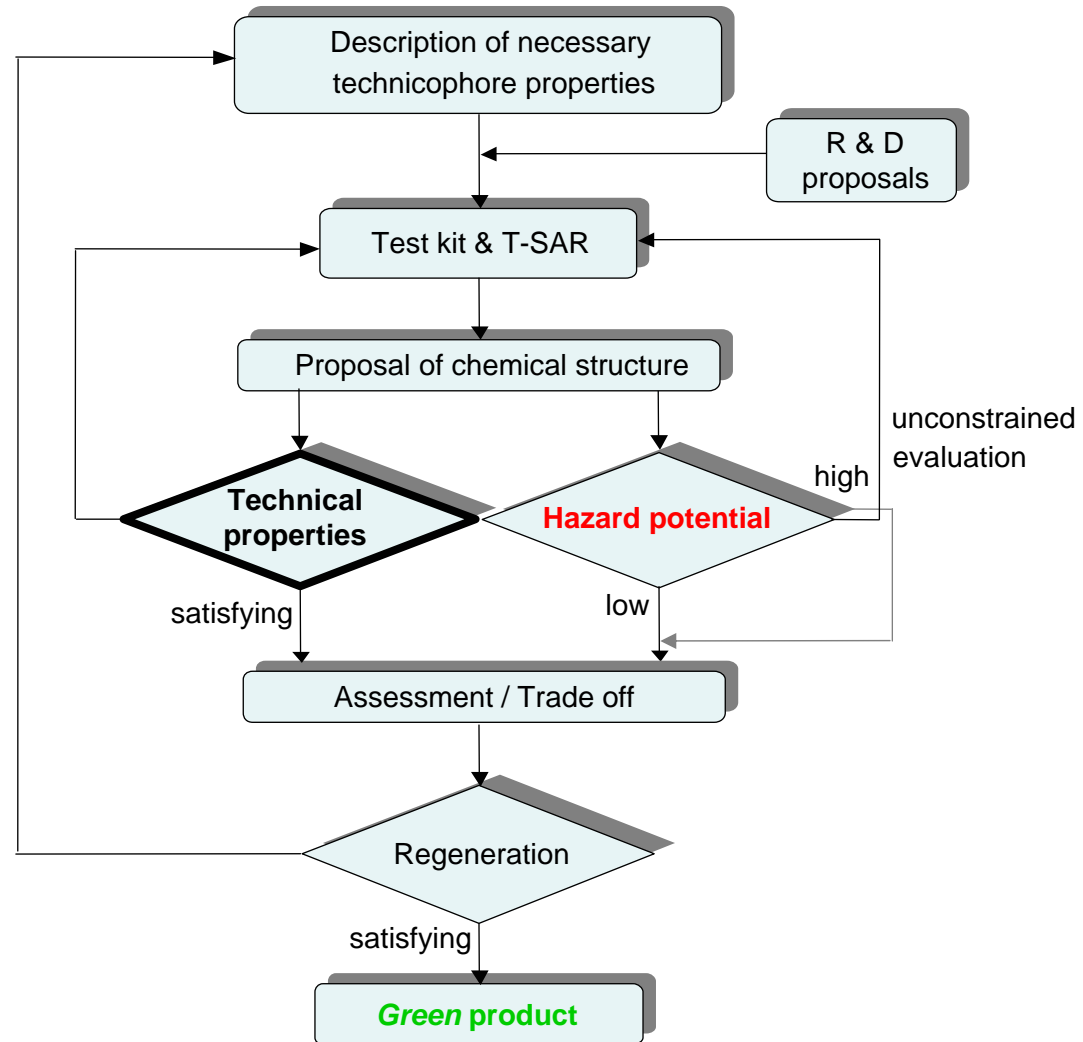 Description of necessary
technicophore properties
R & D
proposals
Test kit & T-SAR
Proposal of chemical structure
unconstrained
evaluation
high
Technical
properties
Hazard potential
satisfying
low
Assessment / Trade off
Regeneration
satisfying
Green product